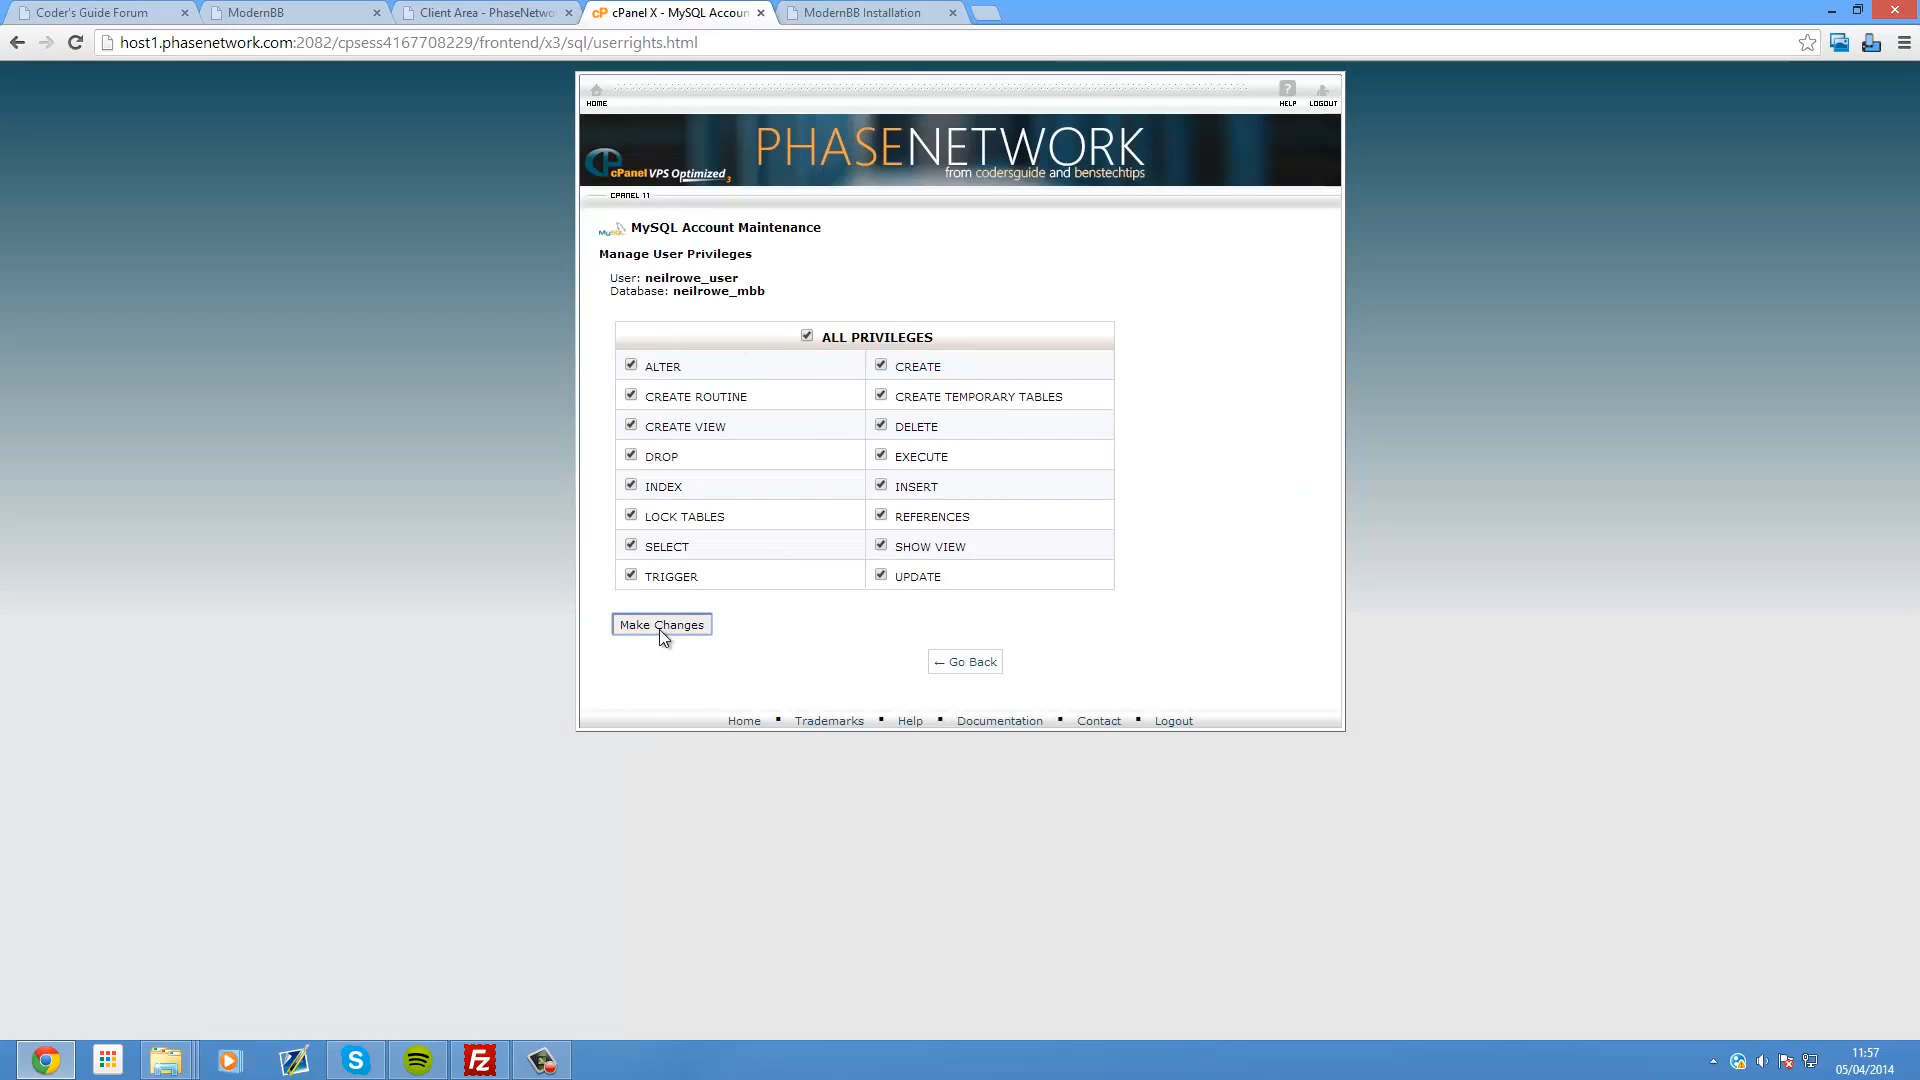 Coder's Guide Forum
ModernBB
Client Area - PhaseNetwo
cPanel X - MySQL Accoun
ModernBB Installation
host1.phasenetwork.com:2082/cpsess4167708229/frontend/x3/sql/userrights.html
HOME
HELP
LOGOUT
PHASENETWORK
from codersguide and benstechtips
cP
cPanel VPS Optimized 3
CPANEL 11
MySQL
MySQL Account Maintenance
Manage User Privileges
User: neilrowe_user
Database: neilrowe_mbb
ALL PRIVILEGES
ALTER
CREATE
CREATE ROUTINE
CREATE TEMPORARY TABLES
CREATE VIEW
DELETE
DROP
EXECUTE
INDEX
INSERT
LOCK TABLES
REFERENCES
SELECT
SHOW VIEW
TRIGGER
UPDATE
Make Changes
← Go Back
Home ▪ Trademarks ▪ Help ▪ Documentation ▪ Contact ▪ Logout
11:57
05/04/2014